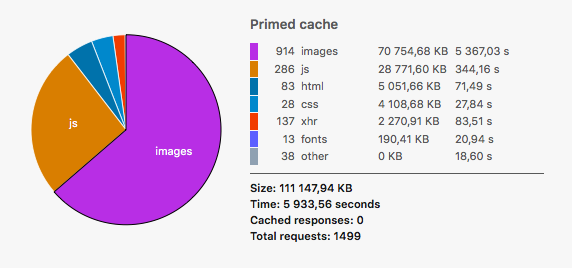 Primed cache
914 images 70 754,68 KB 5 367,03 s
286 js 28 771,60 KB 344,16 s
83 html 5 051,66 KB 71,49 s
28 css 4 108,68 KB 27,84 s
137 xhr 2 270,91 KB 83,51 s
13 fonts 190,41 KB 20,94 s
38 other 0 KB 18,60 s
js
images
Size: 111 147,94 KB
Time: 5 933,56 seconds
Cached responses: 0
Total requests: 1499